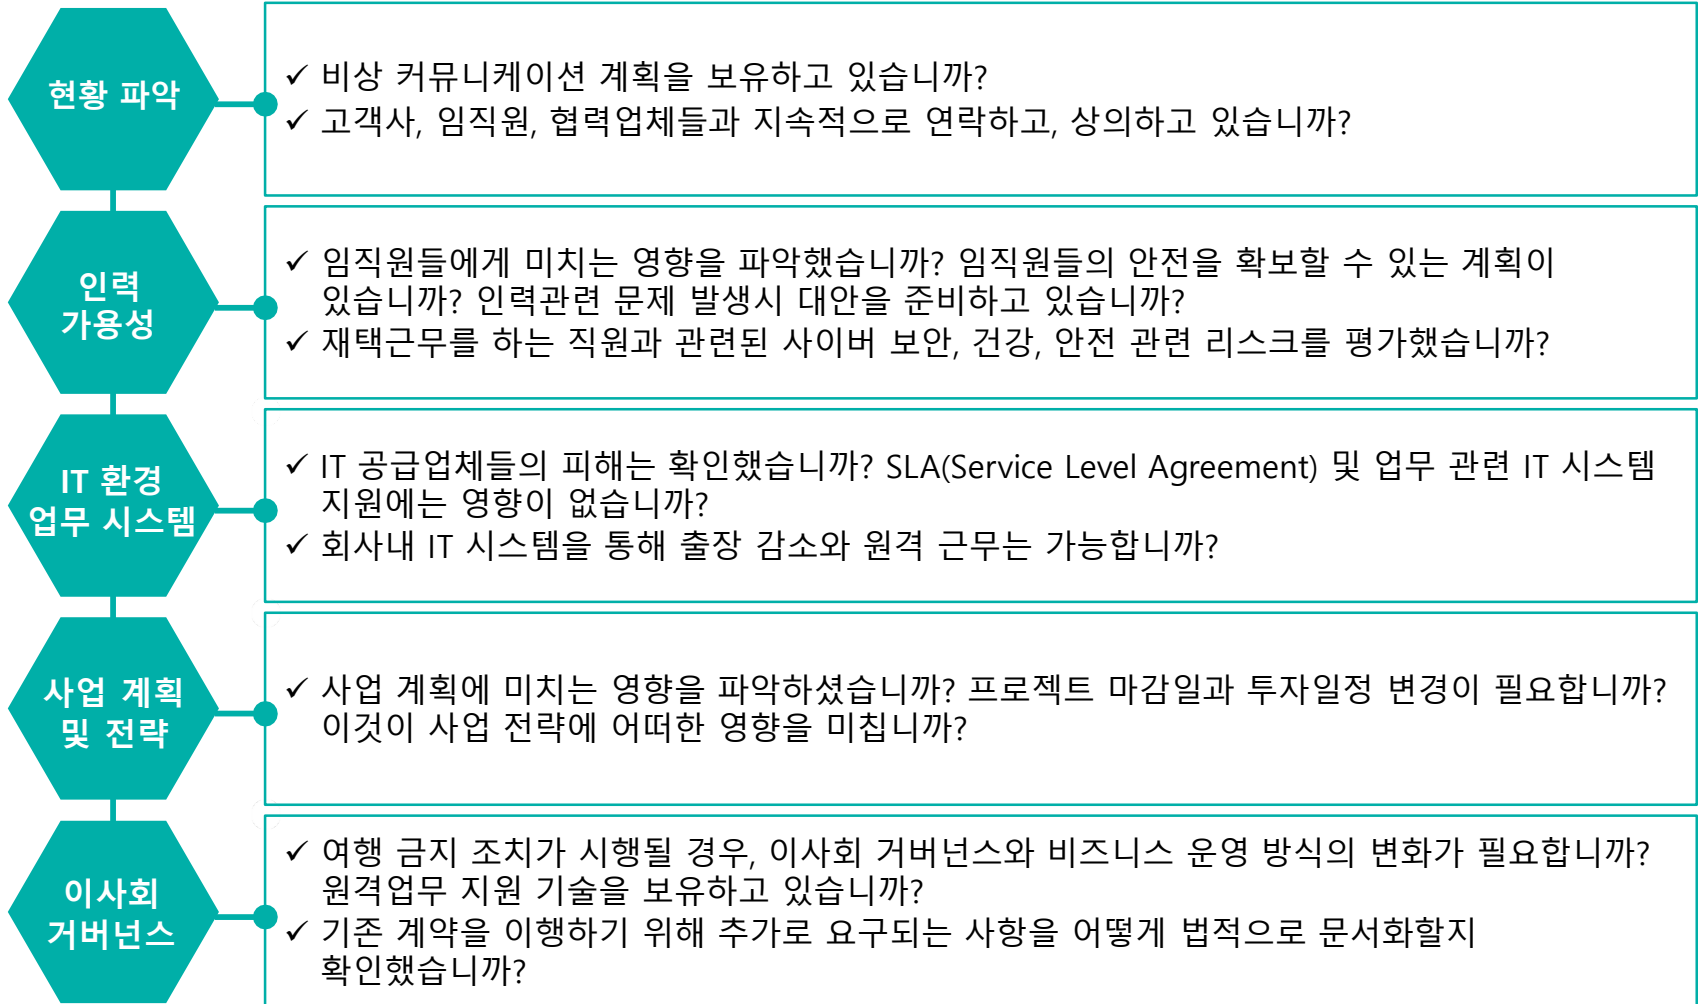 현황 파악
✓ 비상 커뮤니케이션 계획을 보유하고 있습니까?
✓ 고객사, 임직원, 협력업체들과 지속적으로 연락하고, 상의하고 있습니까?
인력
가용성
✓ 임직원들에게 미치는 영향을 파악했습니까? 임직원들의 안전을 확보할 수 있는 계획이
있습니까? 인력관련 문제 발생시 대안을 준비하고 있습니까?
✓ 재택근무를 하는 직원과 관련된 사이버 보안, 건강, 안전 관련 리스크를 평가했습니까?
IT 환경
업무 시스템
✓ IT 공급업체들의 피해는 확인했습니까? SLA(Service Level Agreement) 및 업무 관련 IT 시스템
지원에는 영향이 없습니까?
✓ 회사내 IT 시스템을 통해 출장 감소와 원격 근무는 가능합니까?
사업 계획
및 전략
✓ 사업 계획에 미치는 영향을 파악하셨습니까? 프로젝트 마감일과 투자일정 변경이 필요합니까?
이것이 사업 전략에 어떠한 영향을 미칩니까?
이사회
거버넌스
✓ 여행 금지 조치가 시행될 경우, 이사회 거버넌스와 비즈니스 운영 방식의 변화가 필요합니까?
원격업무 지원 기술을 보유하고 있습니까?
✓ 기존 계약을 이행하기 위해 추가로 요구되는 사항을 어떻게 법적으로 문서화할지
확인했습니까?